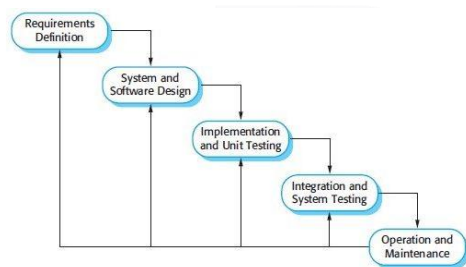 Requirements
Definition
System and
Software Design
Implementation
and Unit Testing
Integration and
System Testing
Operation and
Maintenance